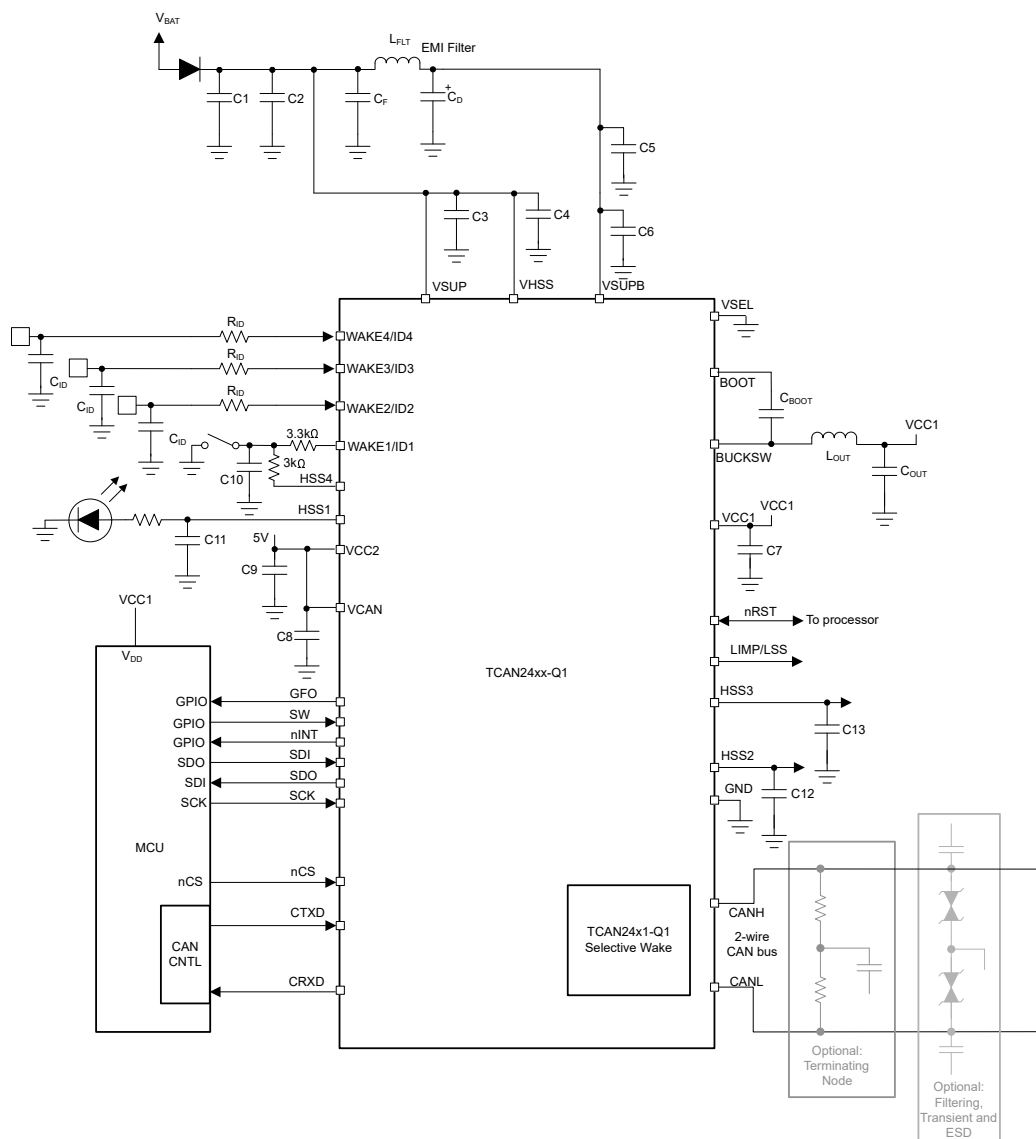 VBAT
LFLT
EMI Filter
C1
C2
CF
+
CD
C5
C3
C4
C6
VSUP
VHSS
VSUPB
VSEL
RID
WAKE4/ID4
CID
RID
WAKE3/ID3
BOOT
CID
RID
WAKE2/ID2
CBOOT
CID
3.3kΩ
WAKE1/ID1
BUCKSW
LOUT
VCC1
COUT
C10
3kΩ
HSS4
HSS1
C11
VCC1
VCC1
C7
5V
VCC2
C9
VCC1
VCAN
C8
nRST
To processor
VDD
LIMP/LSS
TCAN24xx-Q1
GPIO
GFO
HSS3
GPIO
SW
GPIO
nINT
C13
SDO
SDI
HSS2
SDI
SDO
SCK
SCK
GND
C12
MCU
nCS
nCS
CTXD
CAN
CNTL
CRXD
TCAN24x1-Q1
Selective Wake
CANH
2-wire
CAN bus
CANL
Optional:
Terminating
Node
Optional:
Filtering,
Transient and
ESD